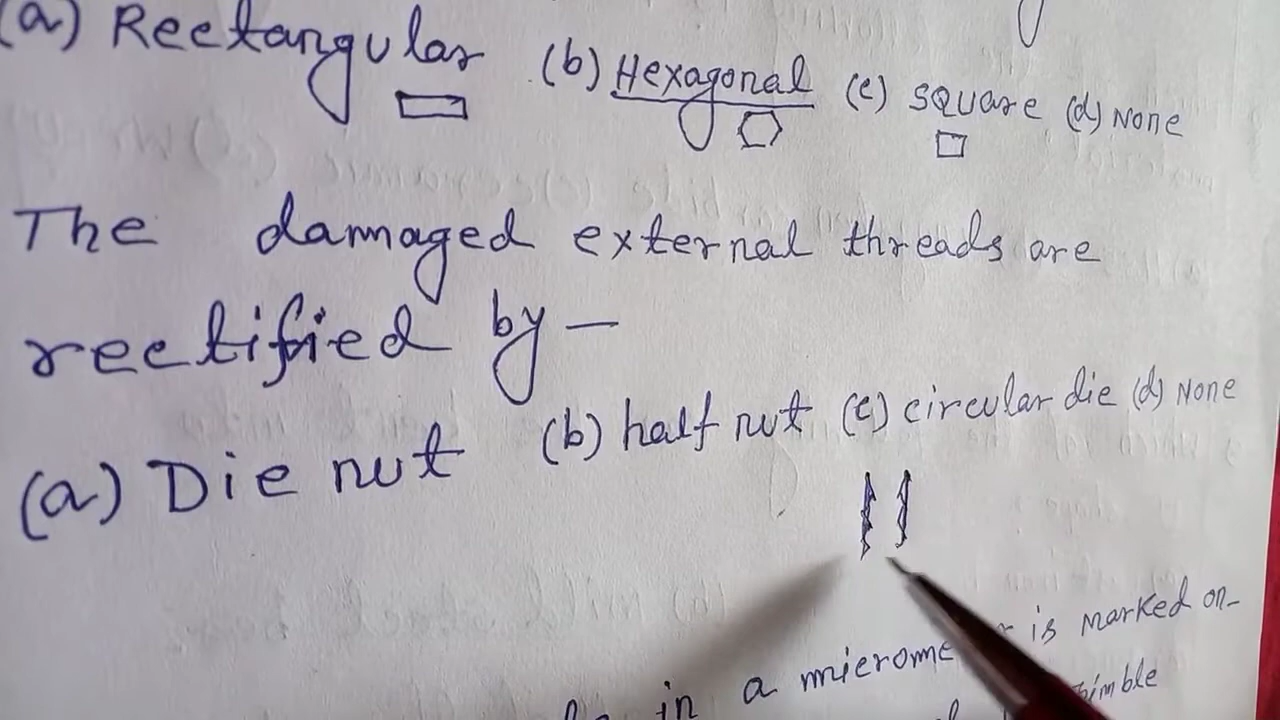 (a) Rectangular (b) Hexagonal (c) square (d) None
The damaged external threads are
rectified by —
(a) Die nut (b) half nut (c) circular die (d) None
in a microme is marked on-